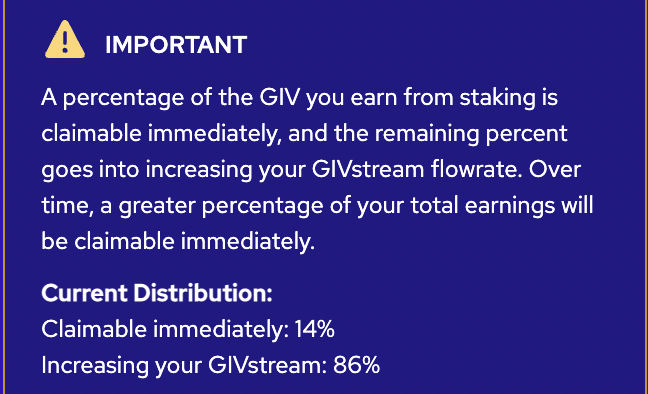 IMPORTANT
A percentage of the GIV you earn from staking is
claimable immediately, and the remaining percent
goes into increasing your GIVstream flowrate. Over
time, a greater percentage of your total earnings will
be claimable immediately.
Current Distribution:
Claimable immediately: 14%
Increasing your GIVstream: 86%